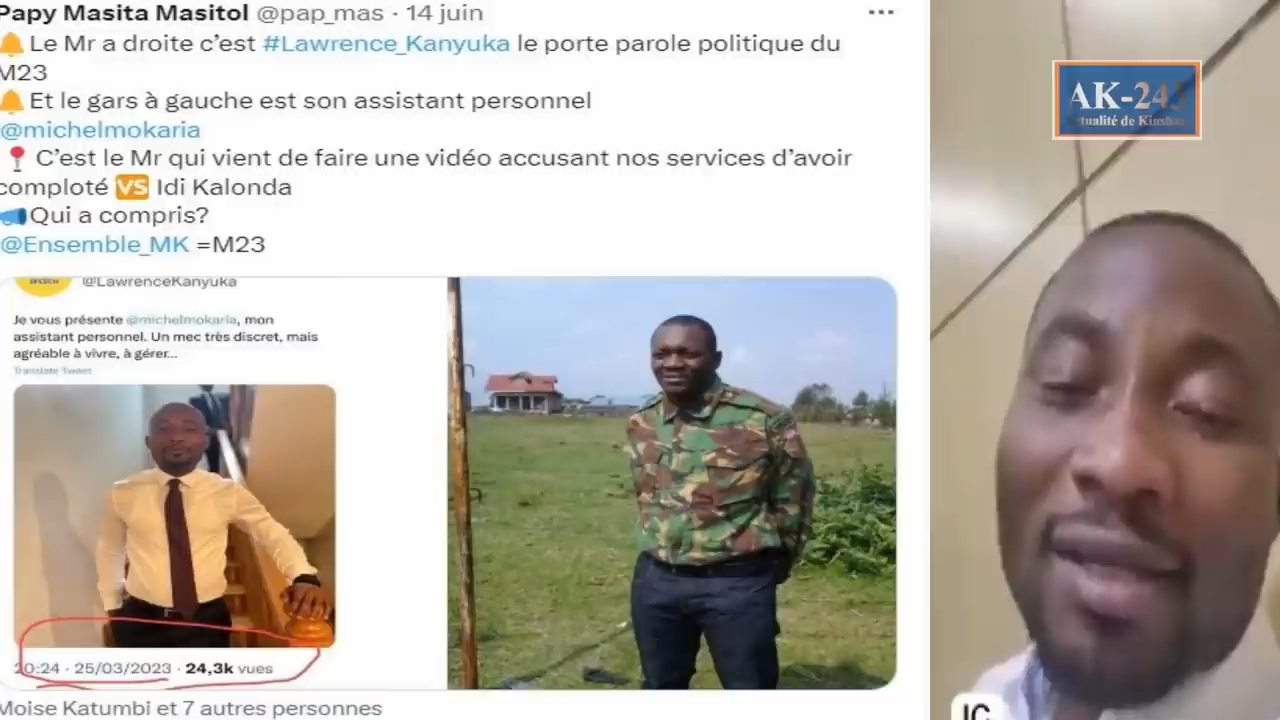 Papy Masita Masitol @pap_mas · 14 juin
Le Mr a droite c'est #Lawrence_Kanyuka le porte parole politique du
M23
Et le gars à gauche est son assistant personnel
@michelmokaria
C'est le Mr qui vient de faire une vidéo accusant nos services d'avoir
comploté VS Idi Kalonda
Qui a compris?
@Ensemble_MK =M23
SPEECH
@LawrenceKanyuka
Je vous présente @michelmokaria, mon
assistant personnel. Un mec très discret, mais
agréable à vivre, à gérer...
Translate Tweet
20:24 · 25/03/2023 · 24,3k vues
Moise Katumbi et 7 autres personnes
AK-243
Actualité de Kinshasa